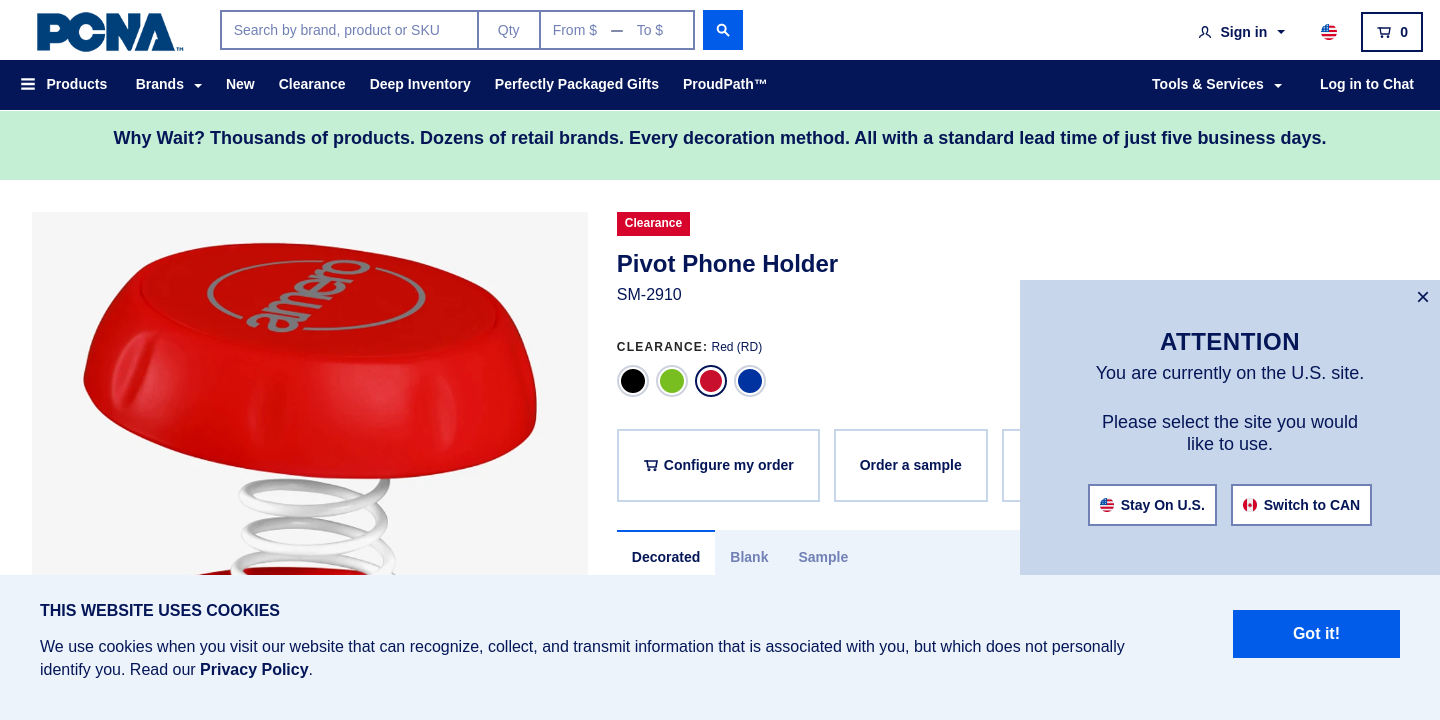 PCNA™
Search by brand, product or SKU
Qty
From $ — To $
Sign in
0
Products
Brands
New
Clearance
Deep Inventory
Perfectly Packaged Gifts
ProudPath™
Tools & Services
Log in to Chat
Why Wait? Thousands of products. Dozens of retail brands. Every decoration method. All with a standard lead time of just five business days.
Clearance
Pivot Phone Holder
SM-2910
CLEARANCE: Red (RD)
Configure my order
Order a sample
Decorated
Blank
Sample
×
ATTENTION
You are currently on the U.S. site.
Please select the site you would
like to use.
Stay On U.S.
Switch to CAN
THIS WEBSITE USES COOKIES
We use cookies when you visit our website that can recognize, collect, and transmit information that is associated with you, but which does not personally
identify you. Read our Privacy Policy.
Got it!